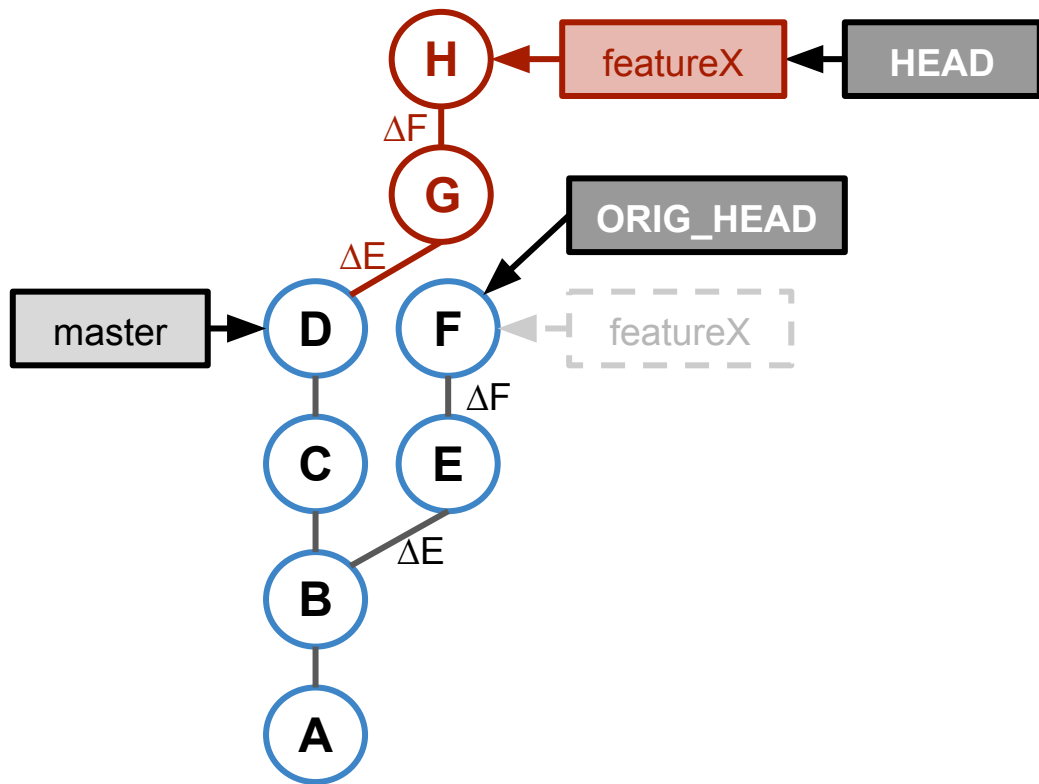 H
featureX
HEAD
ΔF
G
ORIG_HEAD
ΔE
master
D
F
featureX
ΔF
C
E
ΔE
B
A